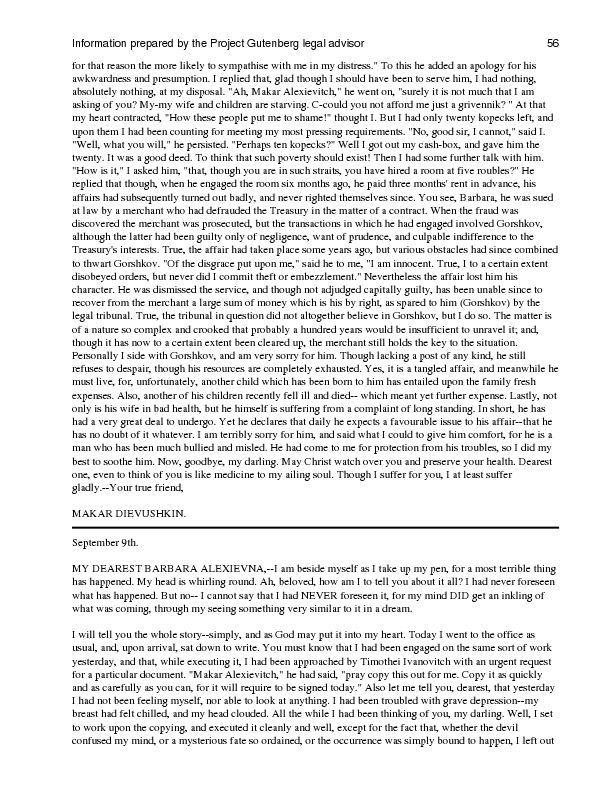 Information prepared by the Project Gutenberg legal advisor 56
for that reason the more likely to sympathise with me in my distress." To this he added an apology for his
awkwardness and presumption. I replied that, glad though I should have been to serve him, I had nothing,
absolutely nothing, at my disposal. "Ah, Makar Alexievitch," he went on, "surely it is not much that I am
asking of you? My-my wife and children are starving. C-could you not afford me just a grivennik? " At that
my heart contracted, "How these people put me to shame!" thought I. But I had only twenty kopecks left, and
upon them I had been counting for meeting my most pressing requirements. "No, good sir, I cannot," said I.
"Well, what you will," he persisted. "Perhaps ten kopecks?" Well I got out my cash-box, and gave him the
twenty. It was a good deed. To think that such poverty should exist! Then I had some further talk with him.
"How is it," I asked him, "that, though you are in such straits, you have hired a room at five roubles?" He
replied that though, when he engaged the room six months ago, he paid three months' rent in advance, his
affairs had subsequently turned out badly, and never righted themselves since. You see, Barbara, he was sued
at law by a merchant who had defrauded the Treasury in the matter of a contract. When the fraud was
discovered the merchant was prosecuted, but the transactions in which he had engaged involved Gorshkov,
although the latter had been guilty only of negligence, want of prudence, and culpable indifference to the
Treasury's interests. True, the affair had taken place some years ago, but various obstacles had since combined
to thwart Gorshkov. "Of the disgrace put upon me," said he to me, "I am innocent. True, I to a certain extent
disobeyed orders, but never did I commit theft or embezzlement." Nevertheless the affair lost him his
character. He was dismissed the service, and though not adjudged capitally guilty, has been unable since to
recover from the merchant a large sum of money which is his by right, as spared to him (Gorshkov) by the
legal tribunal. True, the tribunal in question did not altogether believe in Gorshkov, but I do so. The matter is
of a nature so complex and crooked that probably a hundred years would be insufficient to unravel it; and,
though it has now to a certain extent been cleared up, the merchant still holds the key to the situation.
Personally I side with Gorshkov, and am very sorry for him. Though lacking a post of any kind, he still
refuses to despair, though his resources are completely exhausted. Yes, it is a tangled affair, and meanwhile he
must live, for, unfortunately, another child which has been born to him has entailed upon the family fresh
expenses. Also, another of his children recently fell ill and died-- which meant yet further expense. Lastly, not
only is his wife in bad health, but he himself is suffering from a complaint of long standing. In short, he has
had a very great deal to undergo. Yet he declares that daily he expects a favourable issue to his affair--that he
has no doubt of it whatever. I am terribly sorry for him, and said what I could to give him comfort, for he is a
man who has been much bullied and misled. He had come to me for protection from his troubles, so I did my
best to soothe him. Now, goodbye, my darling. May Christ watch over you and preserve your health. Dearest
one, even to think of you is like medicine to my ailing soul. Though I suffer for you, I at least suffer
gladly.--Your true friend,
MAKAR DIEVUSHKIN.
September 9th.
MY DEAREST BARBARA ALEXIEVNA,--I am beside myself as I take up my pen, for a most terrible thing
has happened. My head is whirling round. Ah, beloved, how am I to tell you about it all? I had never foreseen
what has happened. But no-- I cannot say that I had NEVER foreseen it, for my mind DID get an inkling of
what was coming, through my seeing something very similar to it in a dream.
I will tell you the whole story--simply, and as God may put it into my heart. Today I went to the office as
usual, and, upon arrival, sat down to write. You must know that I had been engaged on the same sort of work
yesterday, and that, while executing it, I had been approached by Timothei Ivanovitch with an urgent request
for a particular document. "Makar Alexievitch," he had said, "pray copy this out for me. Copy it as quickly
and as carefully as you can, for it will require to be signed today." Also let me tell you, dearest, that yesterday
I had not been feeling myself, nor able to look at anything. I had been troubled with grave depression--my
breast had felt chilled, and my head clouded. All the while I had been thinking of you, my darling. Well, I set
to work upon the copying, and executed it cleanly and well, except for the fact that, whether the devil
confused my mind, or a mysterious fate so ordained, or the occurrence was simply bound to happen, I left out